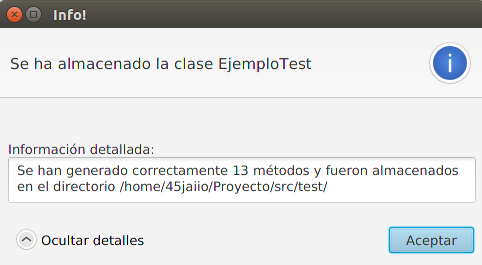 Info!
Se ha almacenado la clase EjemploTest
Información detallada:
Se han generado correctamente 13 métodos y fueron almacenados
en el directorio /home/45jaiio/Proyecto/src/test/
Ocultar detalles
Aceptar